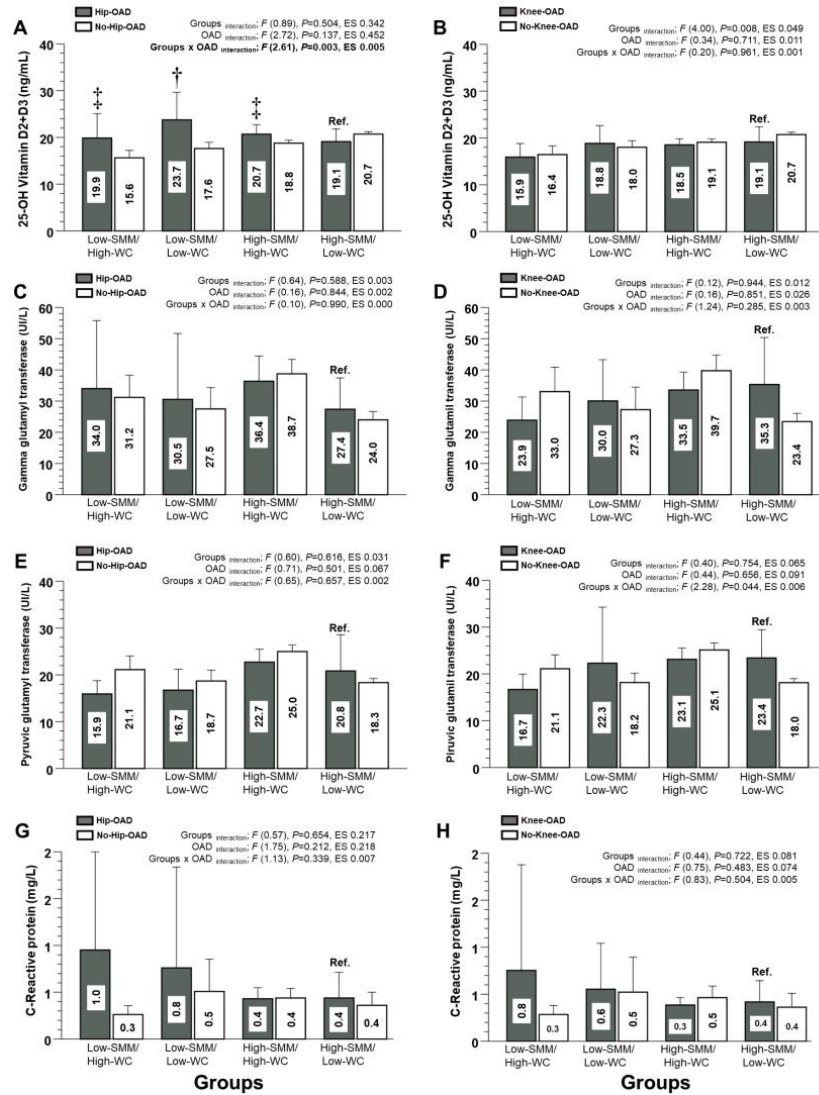 A
Hip-OAD
No-Hip-OAD
Groups interaction; F (0.89), P=0.504, ES 0.342
OAD interaction; F (2.72), P=0.137, ES 0.452
Groups x OAD interaction; F (2.61), P=0.003, ES 0.005
25-OH Vitamin D2+D3 (ng/mL)
40
30
20
10
0
‡
†
‡
Ref.
19.9
15.6
23.7
17.6
20.7
18.8
19.1
20.7
Low-SMM/ Low-SMM/ High-SMM/ High-SMM/
High-WC Low-WC High-WC Low-WC
B
Knee-OAD
No-Knee-OAD
Groups interaction; F (4.00), P=0.008, ES 0.049
OAD interaction; F (0.34), P=0.711, ES 0.011
Groups x OAD interaction; F (0.20), P=0.961, ES 0.001
25-OH Vitamin D2+D3 (ng/mL)
40
30
20
10
0
Ref.
15.9
16.4
18.8
18.0
18.5
19.1
19.1
20.7
Low-SMM/ Low-SMM/ High-SMM/ High-SMM/
High-WC Low-WC High-WC Low-WC
C
Hip-OAD
No-Hip-OAD
Groups interaction; F (0.64), P=0.588, ES 0.003
OAD interaction; F (0.16), P=0.844, ES 0.002
Groups x OAD interaction; F (0.10), P=0.990, ES 0.000
Gamma glutamyl transferase (UI/L)
60
50
40
30
20
10
0
Ref.
34.0
31.2
30.5
27.5
36.4
38.7
27.4
24.0
Low-SMM/ Low-SMM/ High-SMM/ High-SMM/
High-WC Low-WC High-WC Low-WC
D
Knee-OAD
No-Knee-OAD
Groups interaction; F (0.12), P=0.944, ES 0.012
OAD interaction; F (0.16), P=0.851, ES 0.026
Groups x OAD interaction; F (1.24), P=0.285, ES 0.003
Gamma glutamil transferase (UI/L)
60
50
40
30
20
10
0
Ref.
23.9
33.0
30.0
27.3
33.5
39.7
35.3
23.4
Low-SMM/ Low-SMM/ High-SMM/ High-SMM/
High-WC Low-WC High-WC Low-WC
E
Hip-OAD
No-Hip-OAD
Groups interaction; F (0.60), P=0.616, ES 0.031
OAD interaction; F (0.71), P=0.501, ES 0.067
Groups x OAD interaction; F (0.65), P=0.657, ES 0.002
Pyruvic glutamyl transferase (UI/L)
40
30
20
10
0
Ref.
15.9
21.1
16.7
18.7
22.7
25.0
20.8
18.3
Low-SMM/ Low-SMM/ High-SMM/ High-SMM/
High-WC Low-WC High-WC Low-WC
F
Knee-OAD
No-Knee-OAD
Groups interaction; F (0.40), P=0.754, ES 0.065
OAD interaction; F (0.44), P=0.656, ES 0.091
Groups x OAD interaction; F (2.28), P=0.044, ES 0.006
Piruvic glutamil transferase (UI/L)
40
30
20
10
0
Ref.
16.7
21.1
22.3
18.2
23.1
25.1
23.4
18.0
Low-SMM/ Low-SMM/ High-SMM/ High-SMM/
High-WC Low-WC High-WC Low-WC
G
Hip-OAD
No-Hip-OAD
Groups interaction; F (0.57), P=0.654, ES 0.217
OAD interaction; F (1.75), P=0.212, ES 0.218
Groups x OAD interaction; F (1.13), P=0.339, ES 0.007
C-Reactive protein (mg/L)
2
2
1
1
0
Ref.
1.0
0.3
0.8
0.5
0.4
0.4
0.4
0.4
Low-SMM/ Low-SMM/ High-SMM/ High-SMM/
High-WC Low-WC High-WC Low-WC
Groups
H
Knee-OAD
No-Knee-OAD
Groups interaction; F (0.44), P=0.722, ES 0.081
OAD interaction; F (0.75), P=0.483, ES 0.074
Groups x OAD interaction; F (0.83), P=0.504, ES 0.005
C-Reactive protein (mg/L)
2
2
1
1
0
Ref.
0.8
0.3
0.6
0.5
0.3
0.5
0.4
0.4
Low-SMM/ Low-SMM/ High-SMM/ High-SMM/
High-WC Low-WC High-WC Low-WC
Groups